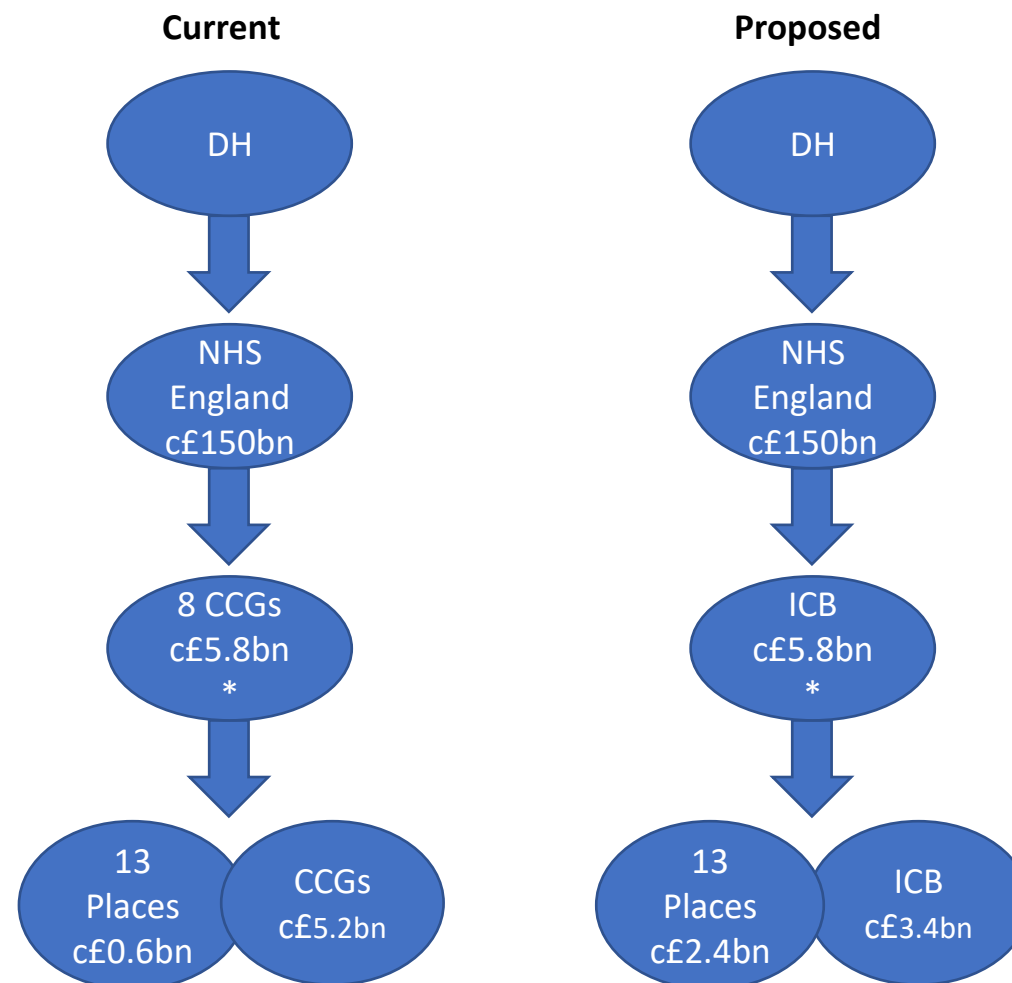 Current
Proposed
DH
DH
NHS
England
c£150bn
NHS
England
c£150bn
8 CCGs
c£5.8bn
*
ICB
c£5.8bn
*
13
Places
c£0.6bn
CCGs
c£5.2bn
13
Places
c£2.4bn
ICB
c£3.4bn